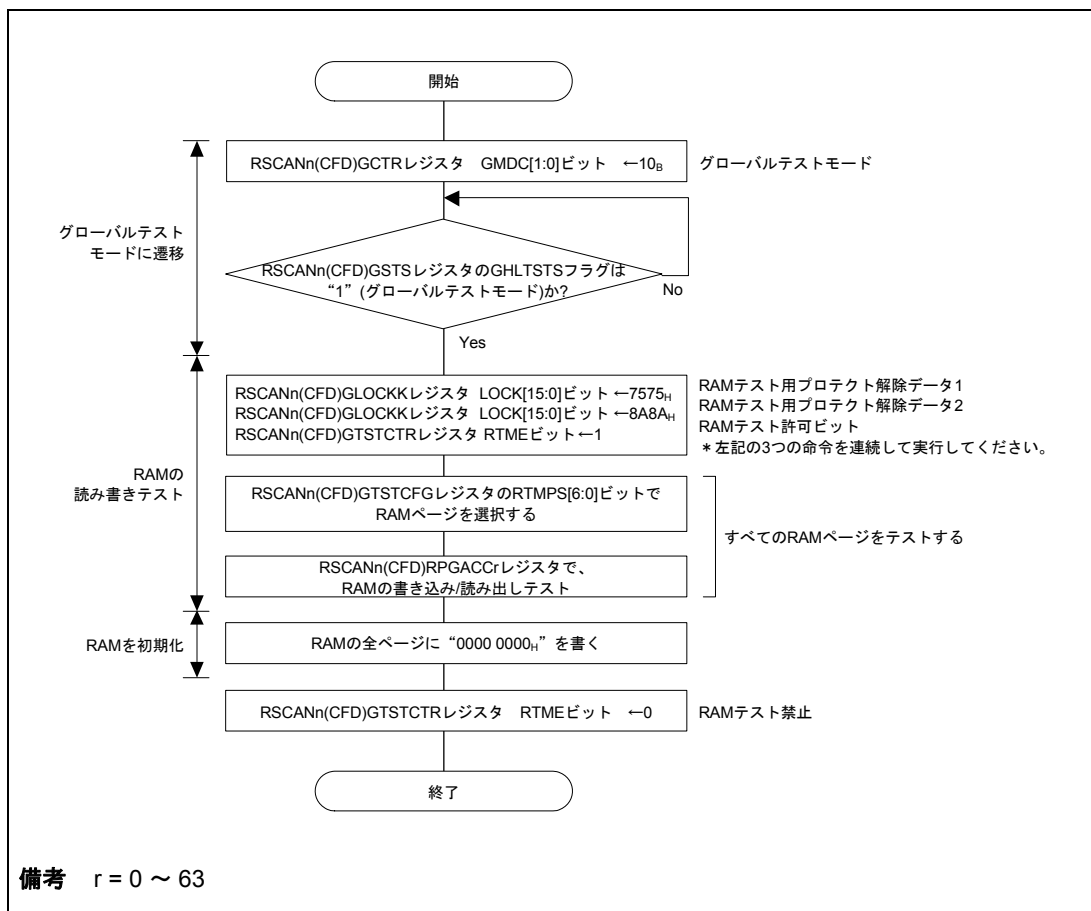 開始
RSCANn(CFD)GCTRレジスタ GMDC[1:0]ビット ←10B
グローバルテストモード
グローバルテスト
モードに遷移
RSCANn(CFD)GSTSレジスタのGHLTSTSフラグは
“1” (グローバルテストモード)か?
No
Yes
RSCANn(CFD)GLOCKKレジスタ LOCK[15:0]ビット ←7575H
RSCANn(CFD)GLOCKKレジスタ LOCK[15:0]ビット ←8A8AH
RSCANn(CFD)GTSTCTRレジスタ RTMEビット←1
RAMテスト用プロテクト解除データ1
RAMテスト用プロテクト解除データ2
RAMテスト許可ビット
*左記の3つの命令を連続して実行してください。
RAMの
読み書きテスト
RSCANn(CFD)GTSTCFGレジスタのRTMPS[6:0]ビットで
RAMページを選択する
すべてのRAMページをテストする
RSCANn(CFD)RPGACCrレジスタで、
RAMの書き込み/読み出しテスト
RAMを初期化
RAMの全ページに“0000 0000H”を書く
RSCANn(CFD)GTSTCTRレジスタ RTMEビット ←0
RAMテスト禁止
終了
備考 r = 0 ~ 63